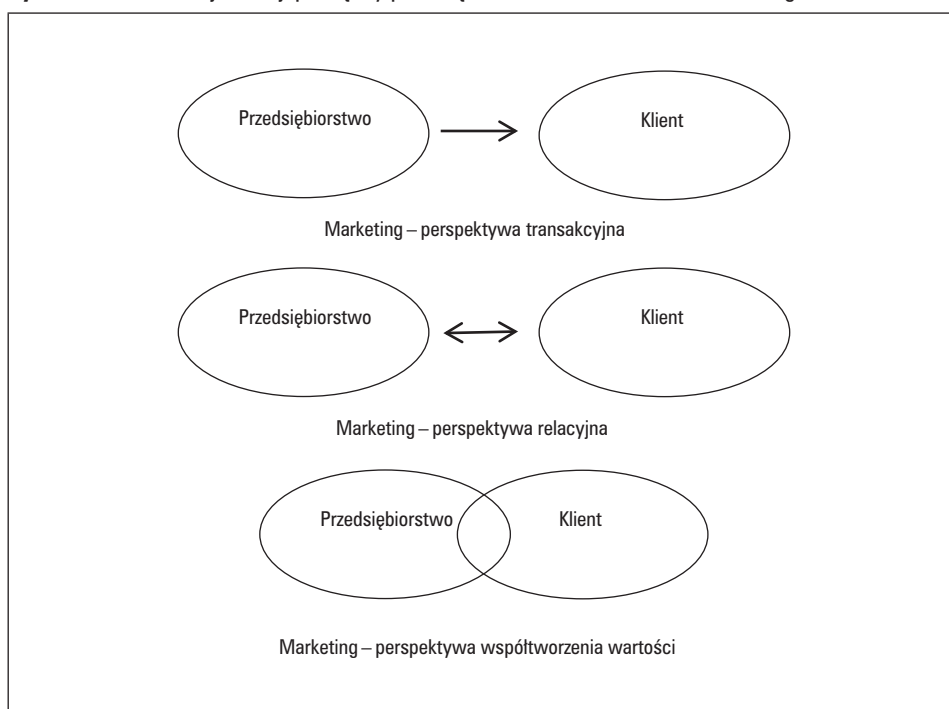 Przedsiębiorstwo Klient
Marketing – perspektywa transakcyjna
Przedsiębiorstwo Klient
Marketing – perspektywa relacyjna
Przedsiębiorstwo Klient
Marketing – perspektywa współtworzenia wartości